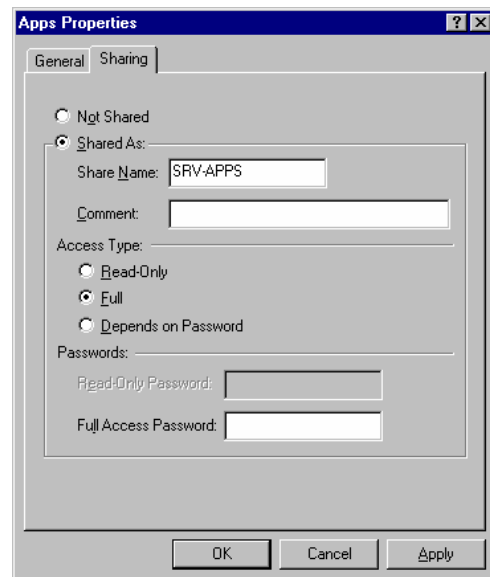 Apps Properties
? ×
General Sharing
Not Shared
Shared As:
Share Name: SRV-APPS
Comment:
Access Type:
Read-Only
Full
Depends on Password
Passwords:
Read-Only Password:
Full Access Password:
OK Cancel Apply